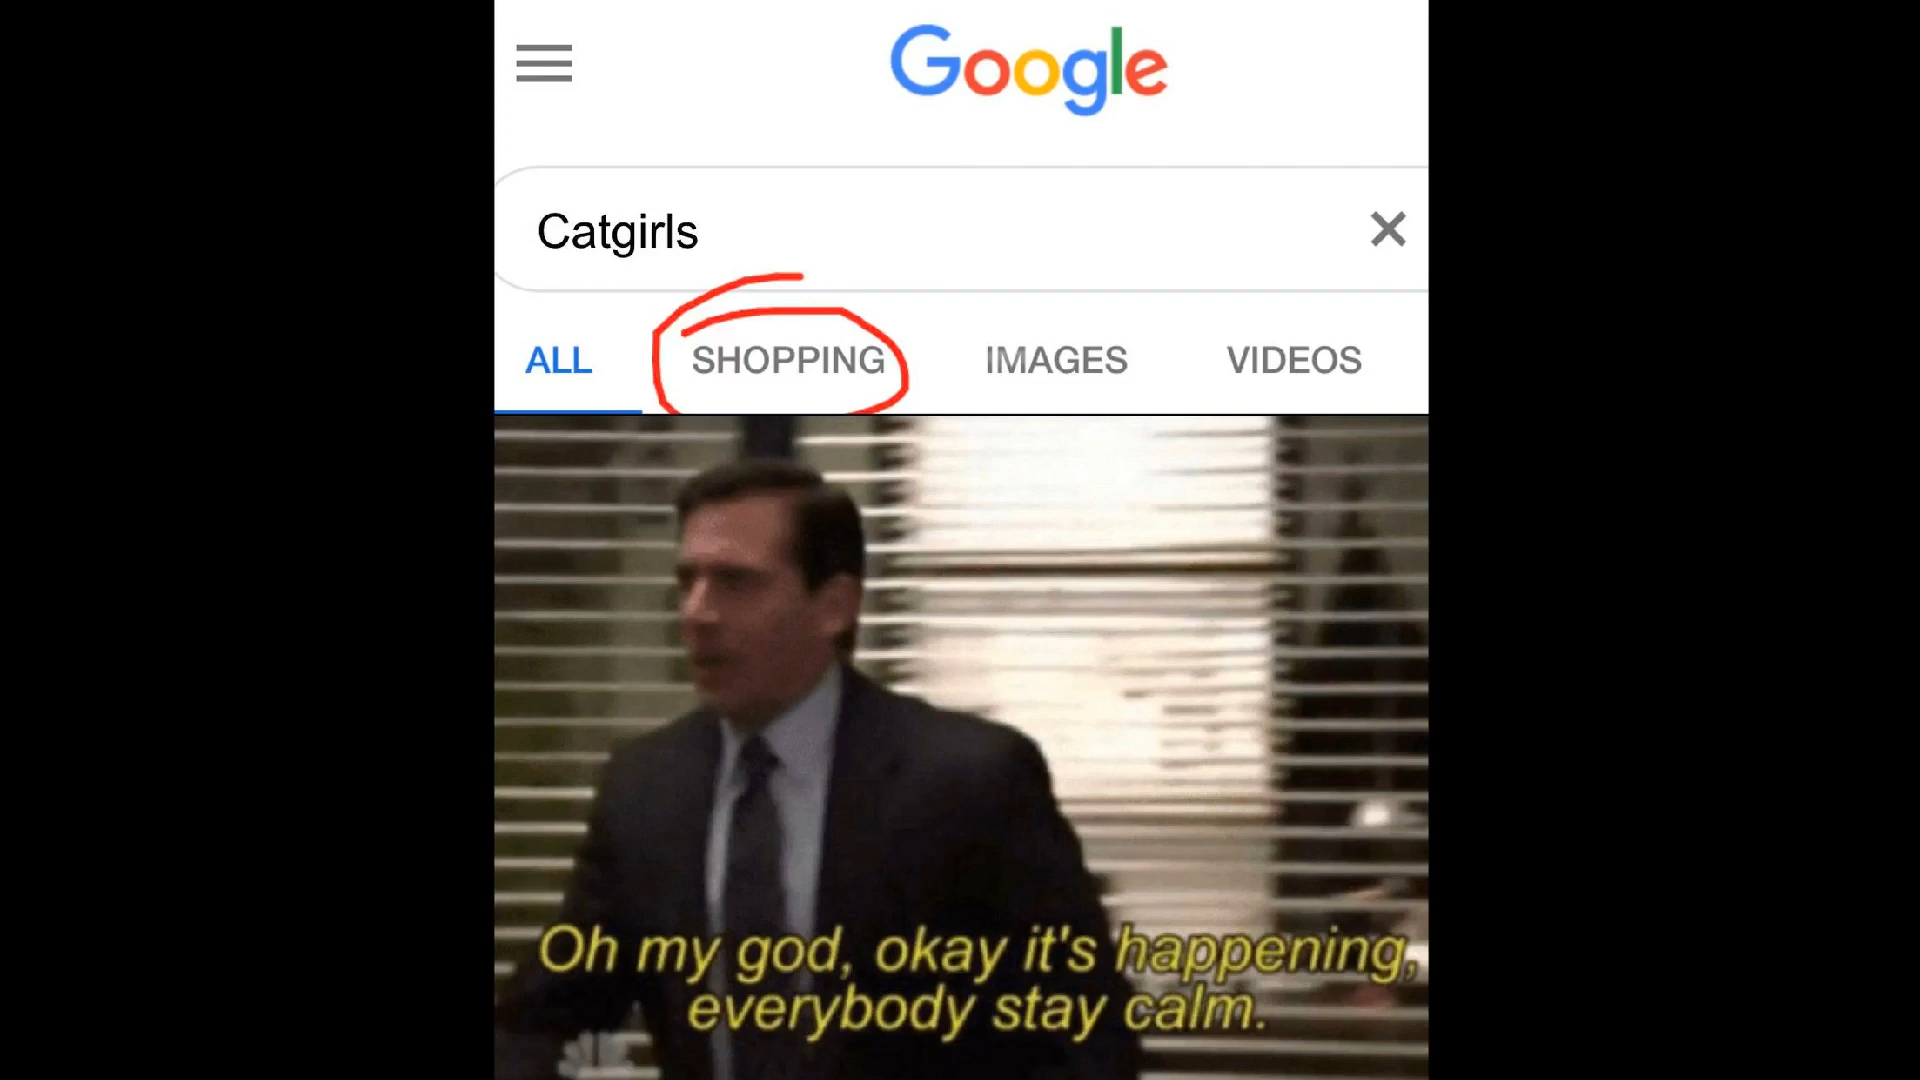 Google
Catgirls
ALL SHOPPING IMAGES VIDEOS
Oh my god, okay it's happening,
everybody stay calm.